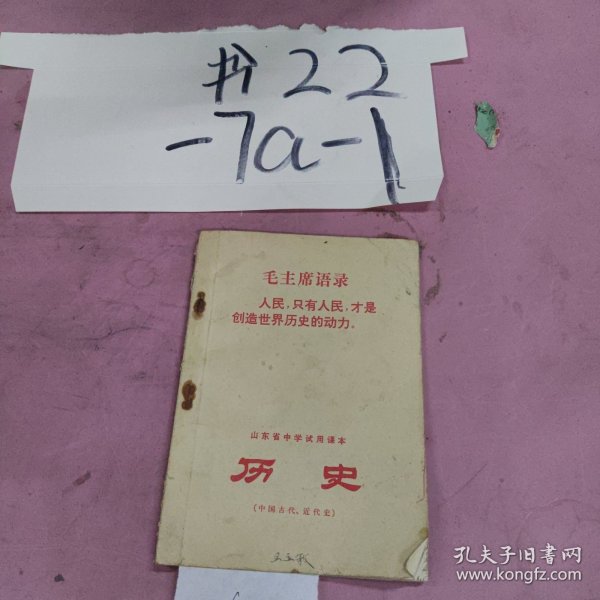 书22
-7a-1
毛主席语录
人民,只有人民,才是
创造世界历史的动力。
山东省中学试用课本
历史
(中国古代、近代史)
孔夫子旧书网
www.kongfz.com